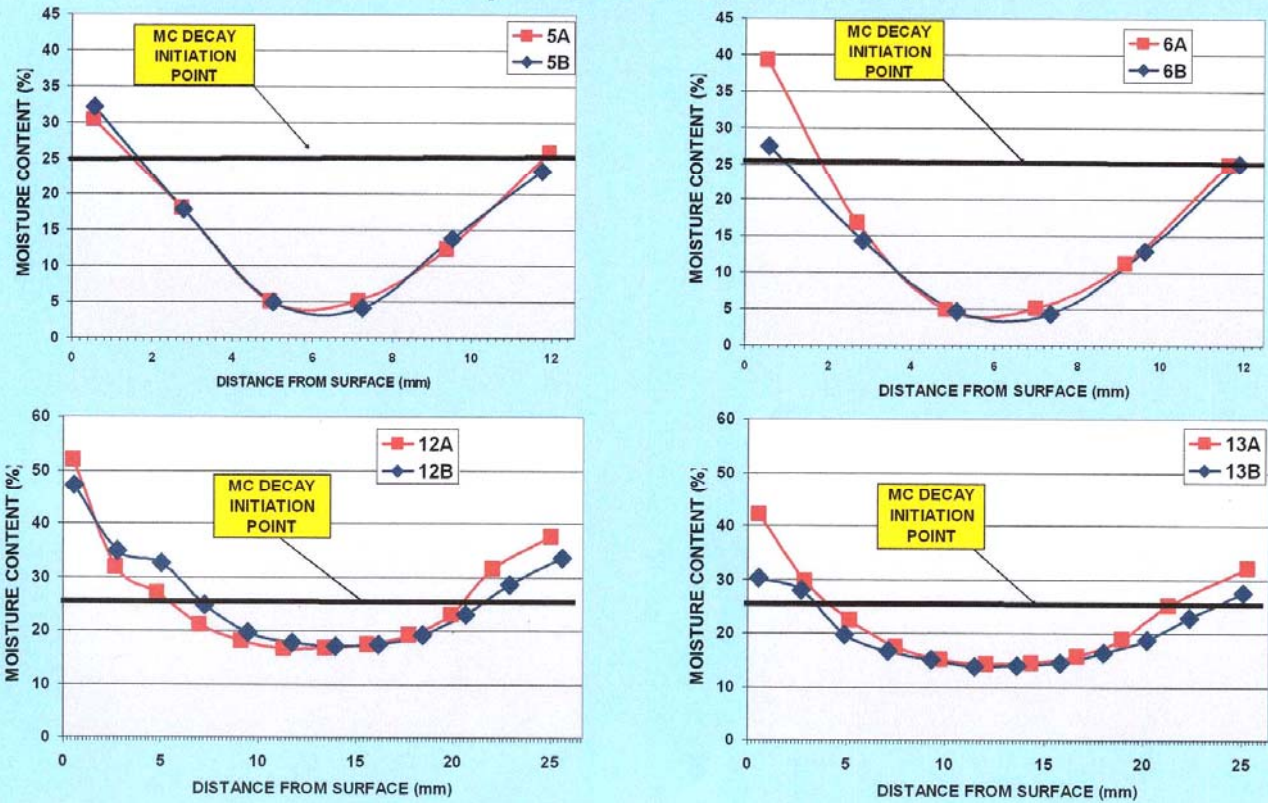 45
40
35
30
25
20
15
10
5
0
MOISTURE CONTENT (%)
MC DECAY
INITIATION
POINT
5A
5B
0 2 4 6 8 10 12
DISTANCE FROM SURFACE (mm)
45
40
35
30
25
20
15
10
5
0
MOISTURE CONTENT (%)
MC DECAY
INITIATION
POINT
6A
6B
0 2 4 6 8 10 12
DISTANCE FROM SURFACE (mm)
60
50
40
30
20
10
0
MOISTURE CONTENT (%)
MC DECAY
INITIATION
POINT
12A
12B
0 5 10 15 20 25
DISTANCE FROM SURFACE (mm)
60
50
40
30
20
10
0
MOISTURE CONTENT (%)
MC DECAY
INITIATION
POINT
13A
13B
0 5 10 15 20 25
DISTANCE FROM SURFACE (mm)